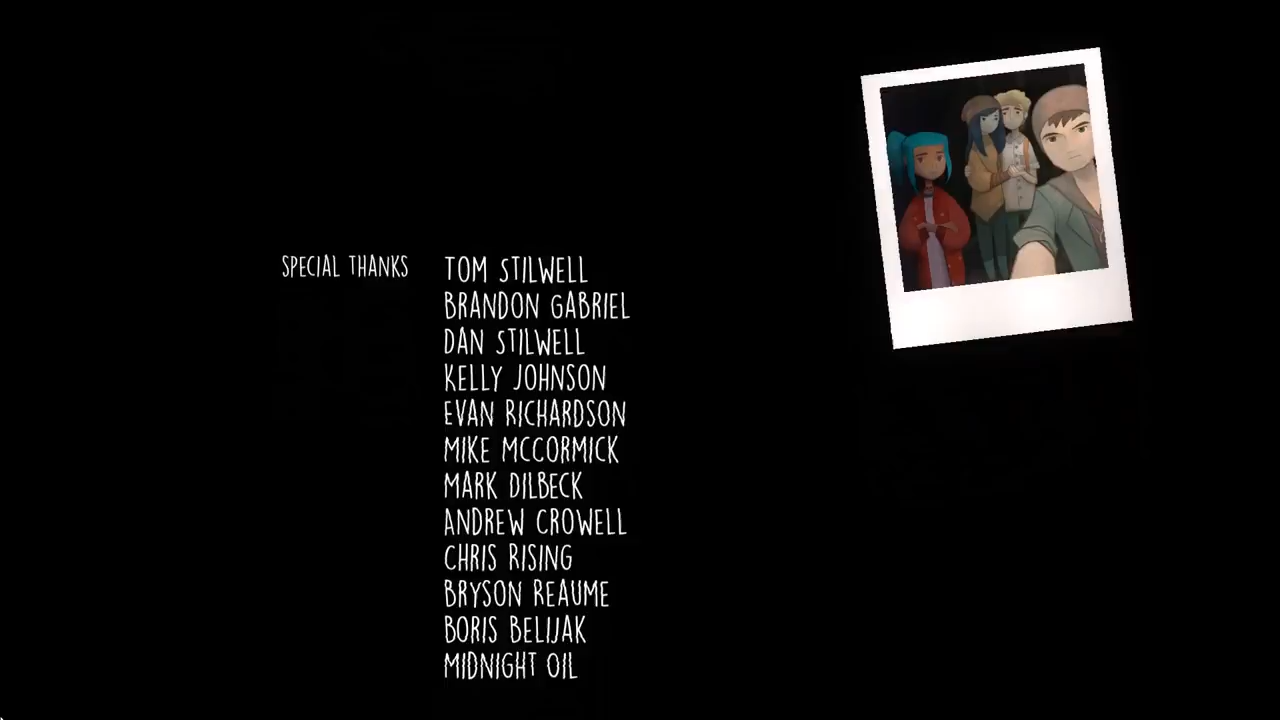 SPECIAL THANKS
TOM STILWELL
BRANDON GABRIEL
DAN STILWELL
KELLY JOHNSON
EVAN RICHARDSON
MIKE MCCORMICK
MARK DILBECK
ANDREW CROWELL
CHRIS RISING
BRYSON REAUME
BORIS BELIJAK
MIDNIGHT OIL